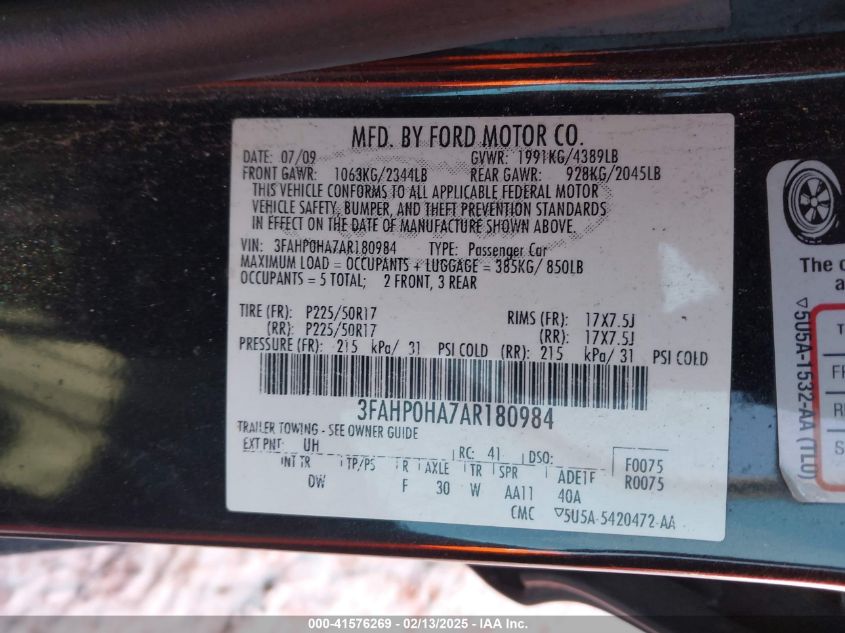 MFD. BY FORD MOTOR CO.
DATE: 07/09 GVWR: 1991KG/4389LB
FRONT GAWR: 1063KG/2344LB REAR GAWR: 928KG/2045LB
THIS VEHICLE CONFORMS TO ALL APPLICABLE FEDERAL MOTOR
VEHICLE SAFETY, BUMPER, AND THEFT PREVENTION STANDARDS
IN EFFECT ON THE DATE OF MANUFACTURE SHOWN ABOVE.
VIN: 3FAHP0HA7AR180984 TYPE: Passenger Car
MAXIMUM LOAD = OCCUPANTS + LUGGAGE = 385KG/ 850LB
OCCUPANTS = 5 TOTAL; 2 FRONT, 3 REAR
TIRE (FR): P225/50R17 RIMS (FR): 17X7.5J
(RR): P225/50R17 (RR): 17X7.5J
PRESSURE (FR): 215 kPa/ 31 PSI COLD (RR): 215 kPa/ 31 PSI COLD
3FAHP0HA7AR180984
TRAILER TOWING - SEE OWNER GUIDE
EXT PNT: UH RC: 41 DSO: F0075
R0075
INT TR TP/PS R AXLE TR SPR ADE1F
DW F 30 W AA11 40A
CMC ▽5U5A-5420472-AA
The
▽5U5A-1532-AA (TL0)
000-41576269 - 02/13/2025 - IAAI Inc.